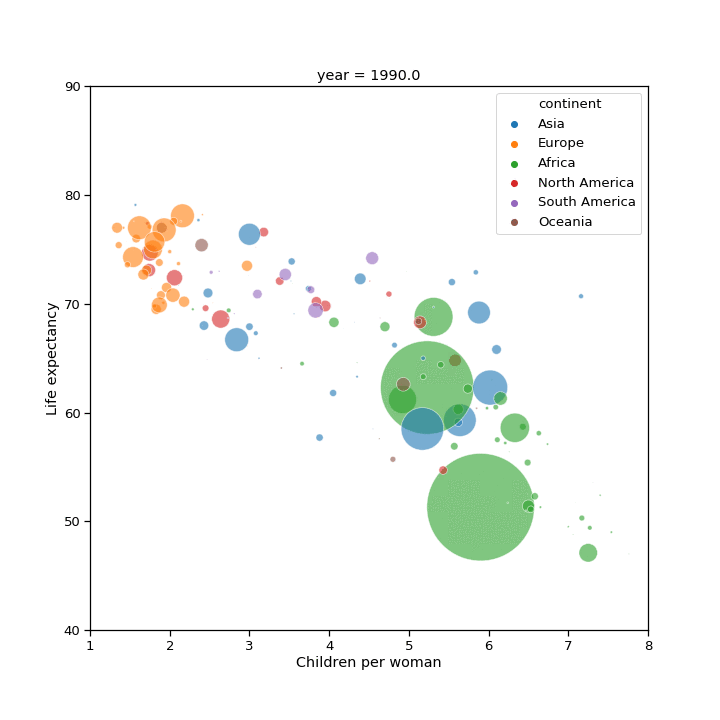 year = 1990.0
90
80
70
60
50
40
Life expectancy
continent
Asia
Europe
Africa
North America
South America
Oceania
1 2 3 4 5 6 7 8
Children per woman